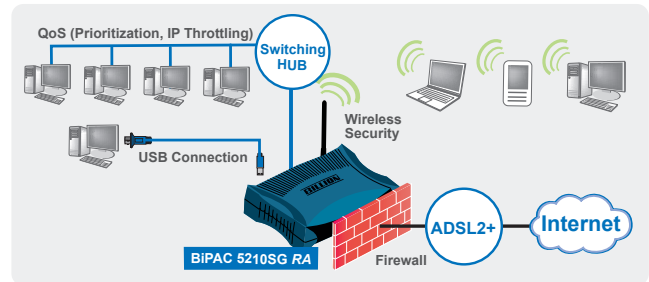 QoS (Prioritization, IP Throttling)
Switching
HUB
Wireless
Security
USB Connection
BILLION
BiPAC 5210SG RA
Firewall
ADSL2+
Internet